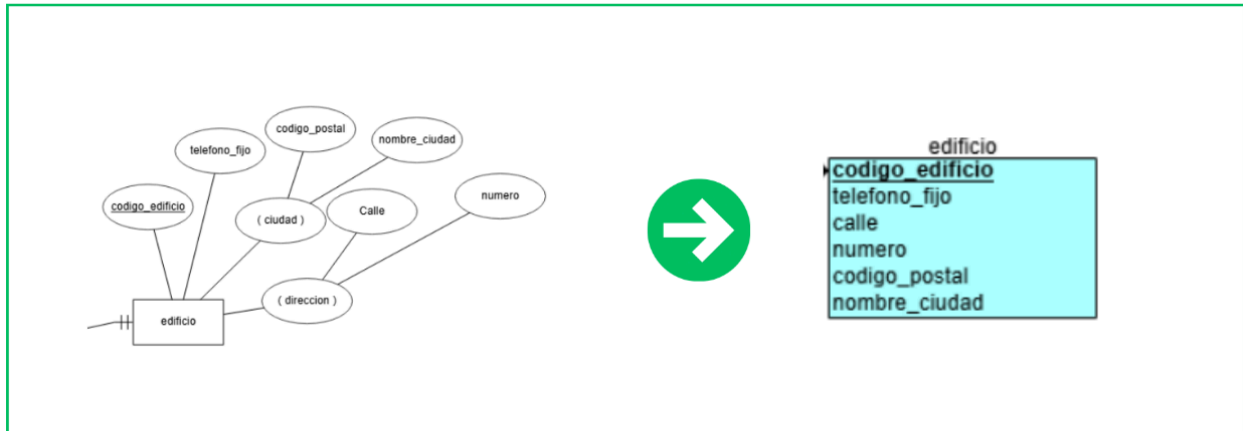 codigo_postal
nombre_ciudad
telefono_fijo
numero
codigo_edificio
( ciudad )
Calle
( direccion )
edificio
edificio
codigo_edificio
telefono_fijo
calle
numero
codigo_postal
nombre_ciudad